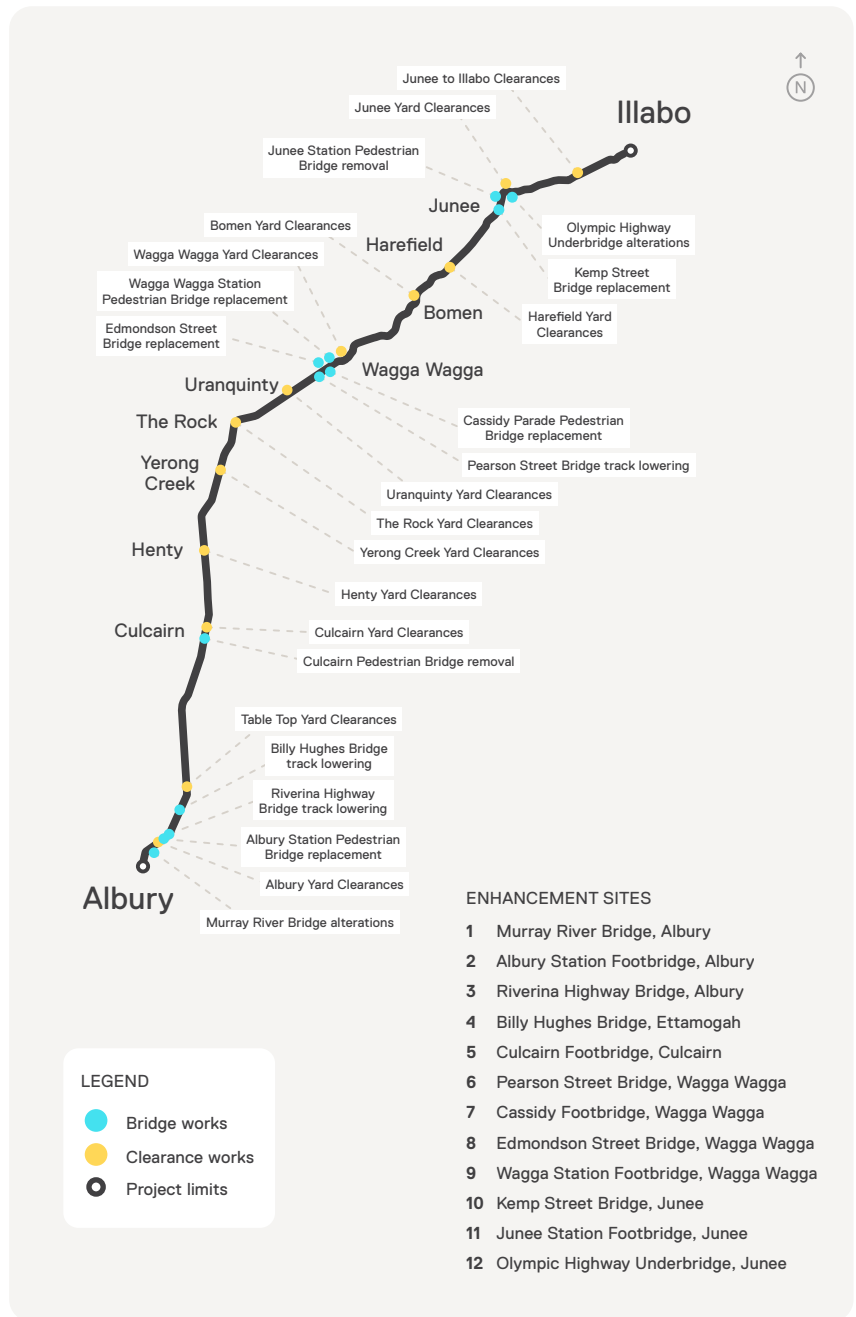 Junee to Illabo Clearances
N
Junee Yard Clearances
Illabo
Junee Station Pedestrian
Bridge removal
Junee
Olympic Highway
Underbridge alterations
Bomen Yard Clearances
Harefield
Wagga Wagga Yard Clearances
Kemp Street
Bridge replacement
Wagga Wagga Station
Pedestrian Bridge replacement
Bomen
Harefield Yard
Clearances
Edmondson Street
Bridge replacement
Wagga Wagga
Uranquinty
The Rock
Cassidy Parade Pedestrian
Bridge replacement
Yerong
Creek
Pearson Street Bridge track lowering
Uranquinty Yard Clearances
The Rock Yard Clearances
Henty
Yerong Creek Yard Clearances
Henty Yard Clearances
Culcairn
Culcairn Yard Clearances
Culcairn Pedestrian Bridge removal
Table Top Yard Clearances
Billy Hughes Bridge
track lowering
Riverina Highway
Bridge track lowering
Albury Station Pedestrian
Bridge replacement
Albury Yard Clearances
Albury
Murray River Bridge alterations
ENHANCEMENT SITES
1 Murray River Bridge, Albury
2 Albury Station Footbridge, Albury
3 Riverina Highway Bridge, Albury
4 Billy Hughes Bridge, Ettamogah
5 Culcairn Footbridge, Culcairn
6 Pearson Street Bridge, Wagga Wagga
7 Cassidy Footbridge, Wagga Wagga
8 Edmondson Street Bridge, Wagga Wagga
9 Wagga Station Footbridge, Wagga Wagga
10 Kemp Street Bridge, Junee
11 Junee Station Footbridge, Junee
12 Olympic Highway Underbridge, Junee
LEGEND
Bridge works
Clearance works
Project limits